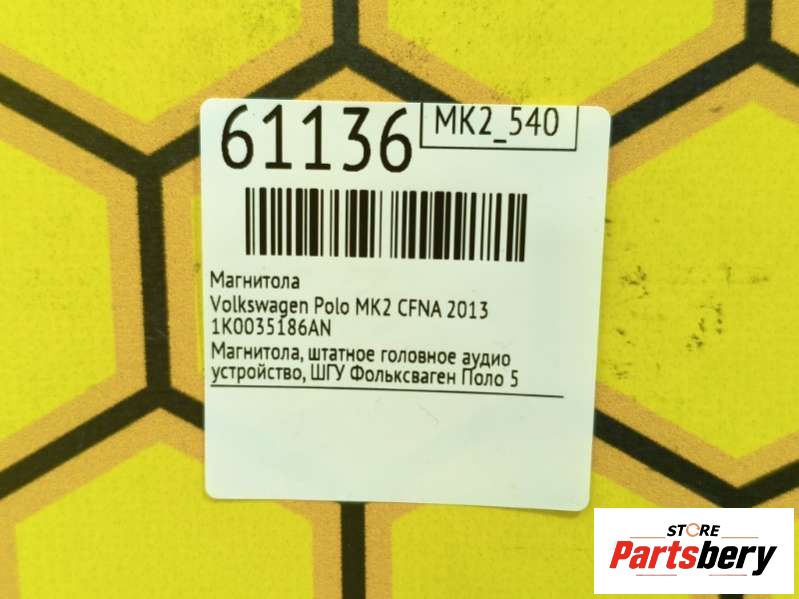 61136
MK2_540
Магнитола
Volkswagen Polo MK2 CFNA 2013
1K0035186AN
Магнитола, штатное головное аудио
устройство, ШГУ Фольксваген Поло 5
STORE
Partsbery